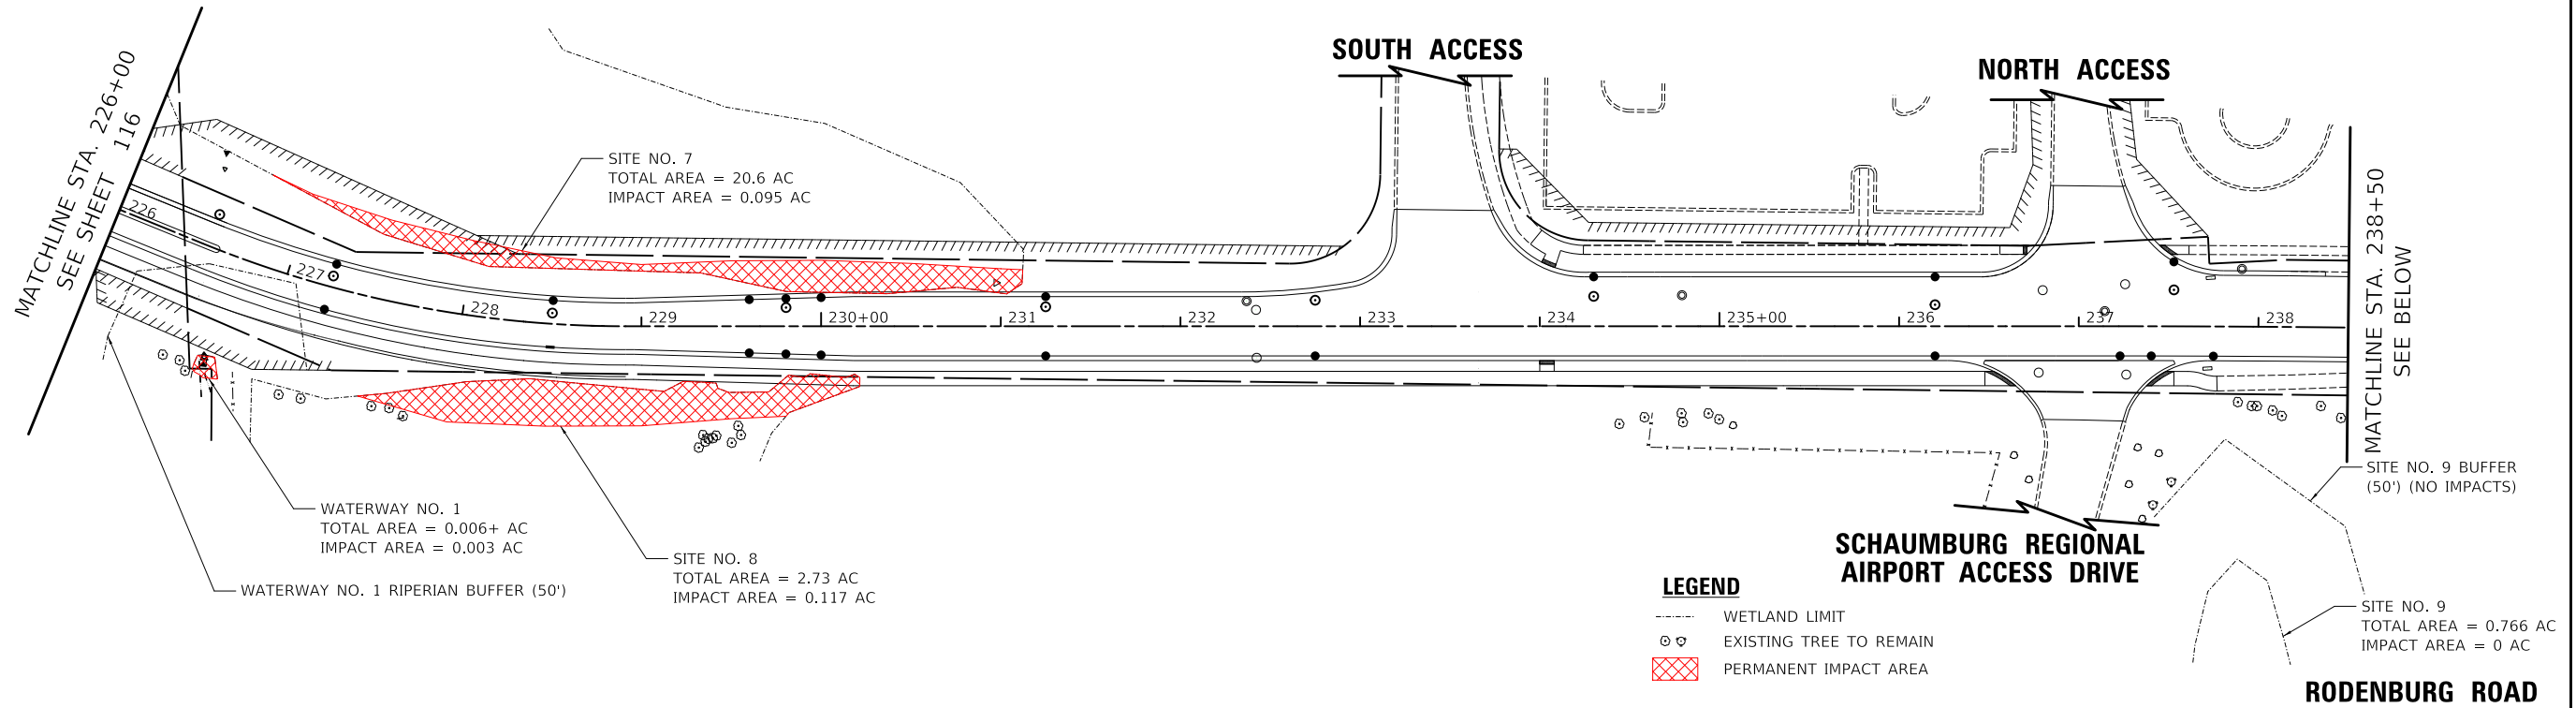 MATCHLINE STA. 226+00
SEE SHEET 116
SOUTH ACCESS
NORTH ACCESS
SITE NO. 7
TOTAL AREA = 20.6 AC
IMPACT AREA = 0.095 AC
226
227
228
229
230+00
231
232
233
234
235+00
236
237
238
MATCHLINE STA. 238+50
SEE BELOW
WATERWAY NO. 1
TOTAL AREA = 0.006+ AC
IMPACT AREA = 0.003 AC
WATERWAY NO. 1 RIPERIAN BUFFER (50')
SITE NO. 8
TOTAL AREA = 2.73 AC
IMPACT AREA = 0.117 AC
SITE NO. 9 BUFFER
(50') (NO IMPACTS)
SCHAUMBURG REGIONAL
AIRPORT ACCESS DRIVE
LEGEND
WETLAND LIMIT
EXISTING TREE TO REMAIN
PERMANENT IMPACT AREA
SITE NO. 9
TOTAL AREA = 0.766 AC
IMPACT AREA = 0 AC
RODENBURG ROAD